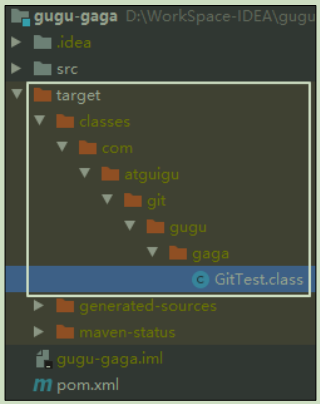 gugu-gaga D:\WorkSpace-IDEA\gugu
.idea
src
target
classes
com
atguigu
git
gugu
gaga
GitTest.class
generated-sources
maven-status
gugu-gaga.iml
pom.xml